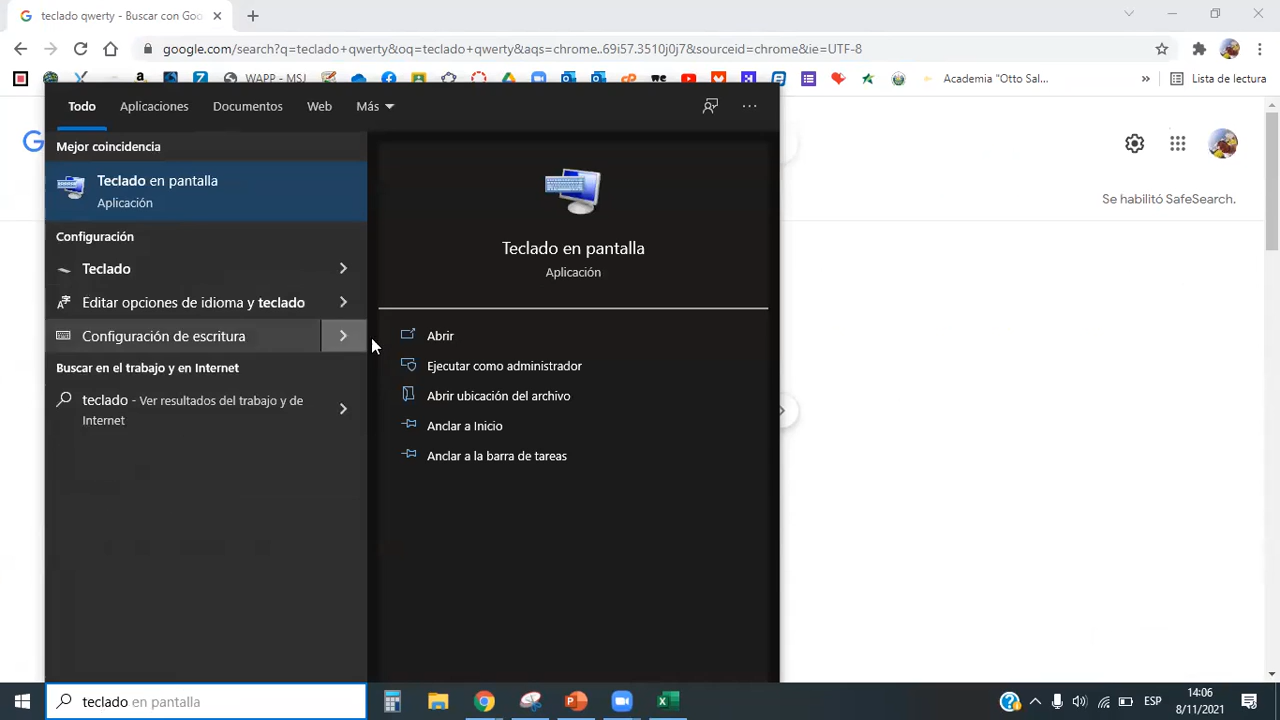 teclado qwerty - Buscar con Goo
google.com/search?q=teclado+qwerty&oq=teclado+qwerty&aqs=chrome..69i57.3510j0j7&sourceid=chrome&ie=UTF-8
WAPP - MSJ
Academia "Otto Sal...
»
Lista de lectura
Todo
Aplicaciones
Documentos
Web
Más
Mejor coincidencia
Teclado en pantalla
Aplicación
Configuración
Teclado
Editar opciones de idioma y teclado
Configuración de escritura
Buscar en el trabajo y en Internet
teclado - Ver resultados del trabajo y de
Internet
Teclado en pantalla
Aplicación
Abrir
Ejecutar como administrador
Abrir ubicación del archivo
Anclar a Inicio
Anclar a la barra de tareas
Se habilitó SafeSearch.
teclado en pantalla
ESP
14:06
8/11/2021